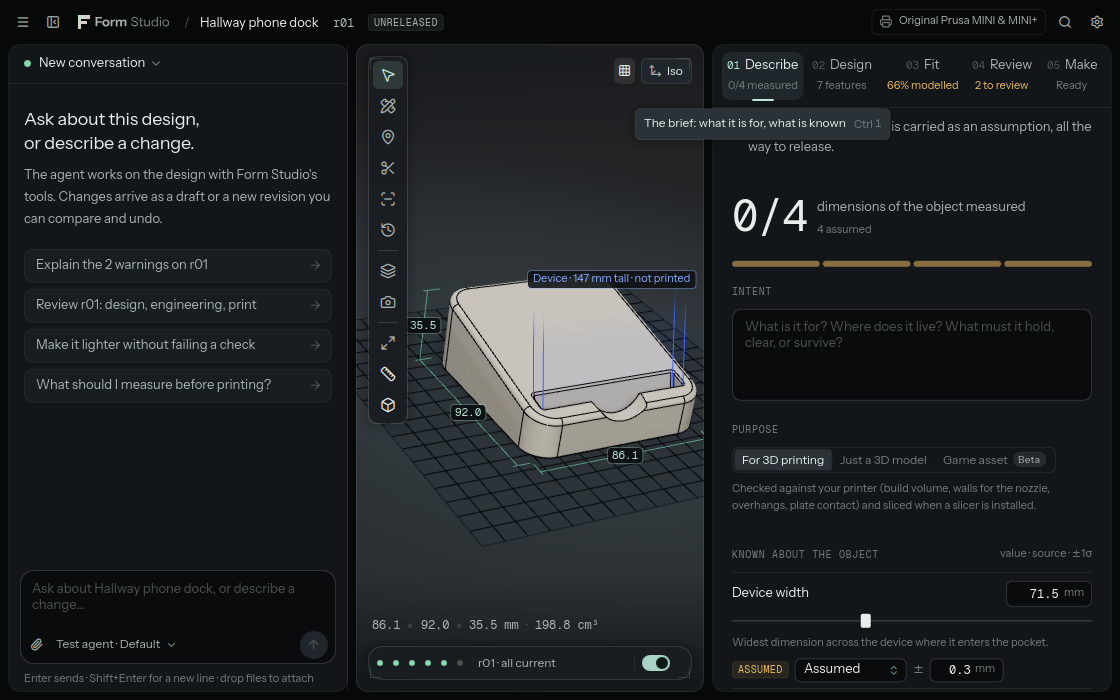 Form Studio / Hallway phone dock r01 UNRELEASED
Original Prusa MINI & MINI+
New conversation
Ask about this design,
or describe a change.
The agent works on the design with Form Studio's
tools. Changes arrive as a draft or a new revision you
can compare and undo.
Explain the 2 warnings on r01
Review r01: design, engineering, print
Make it lighter without failing a check
What should I measure before printing?
Ask about Hallway phone dock, or describe a
change…
Test agent · Default
Enter sends · Shift+Enter for a new line · drop files to attach
Iso
Device · 147 mm tall · not printed
35.5
92.0
86.1
86.1 × 92.0 × 35.5 mm · 198.8 cm³
r01 · all current
01 Describe
0/4 measured
02 Design
7 features
03 Fit
66% modelled
04 Review
2 to review
05 Make
Ready
The brief: what it is for, what is known Ctrl 1
is carried as an assumption, all the
way to release.
0/4 dimensions of the object measured
4 assumed
INTENT
What is it for? Where does it live? What must it hold,
clear, or survive?
PURPOSE
For 3D printing Just a 3D model Game asset Beta
Checked against your printer (build volume, walls for the nozzle,
overhangs, plate contact) and sliced when a slicer is installed.
KNOWN ABOUT THE OBJECT value · source · ±1σ
Device width 71.5 mm
Widest dimension across the device where it enters the pocket.
ASSUMED Assumed ± 0.3 mm